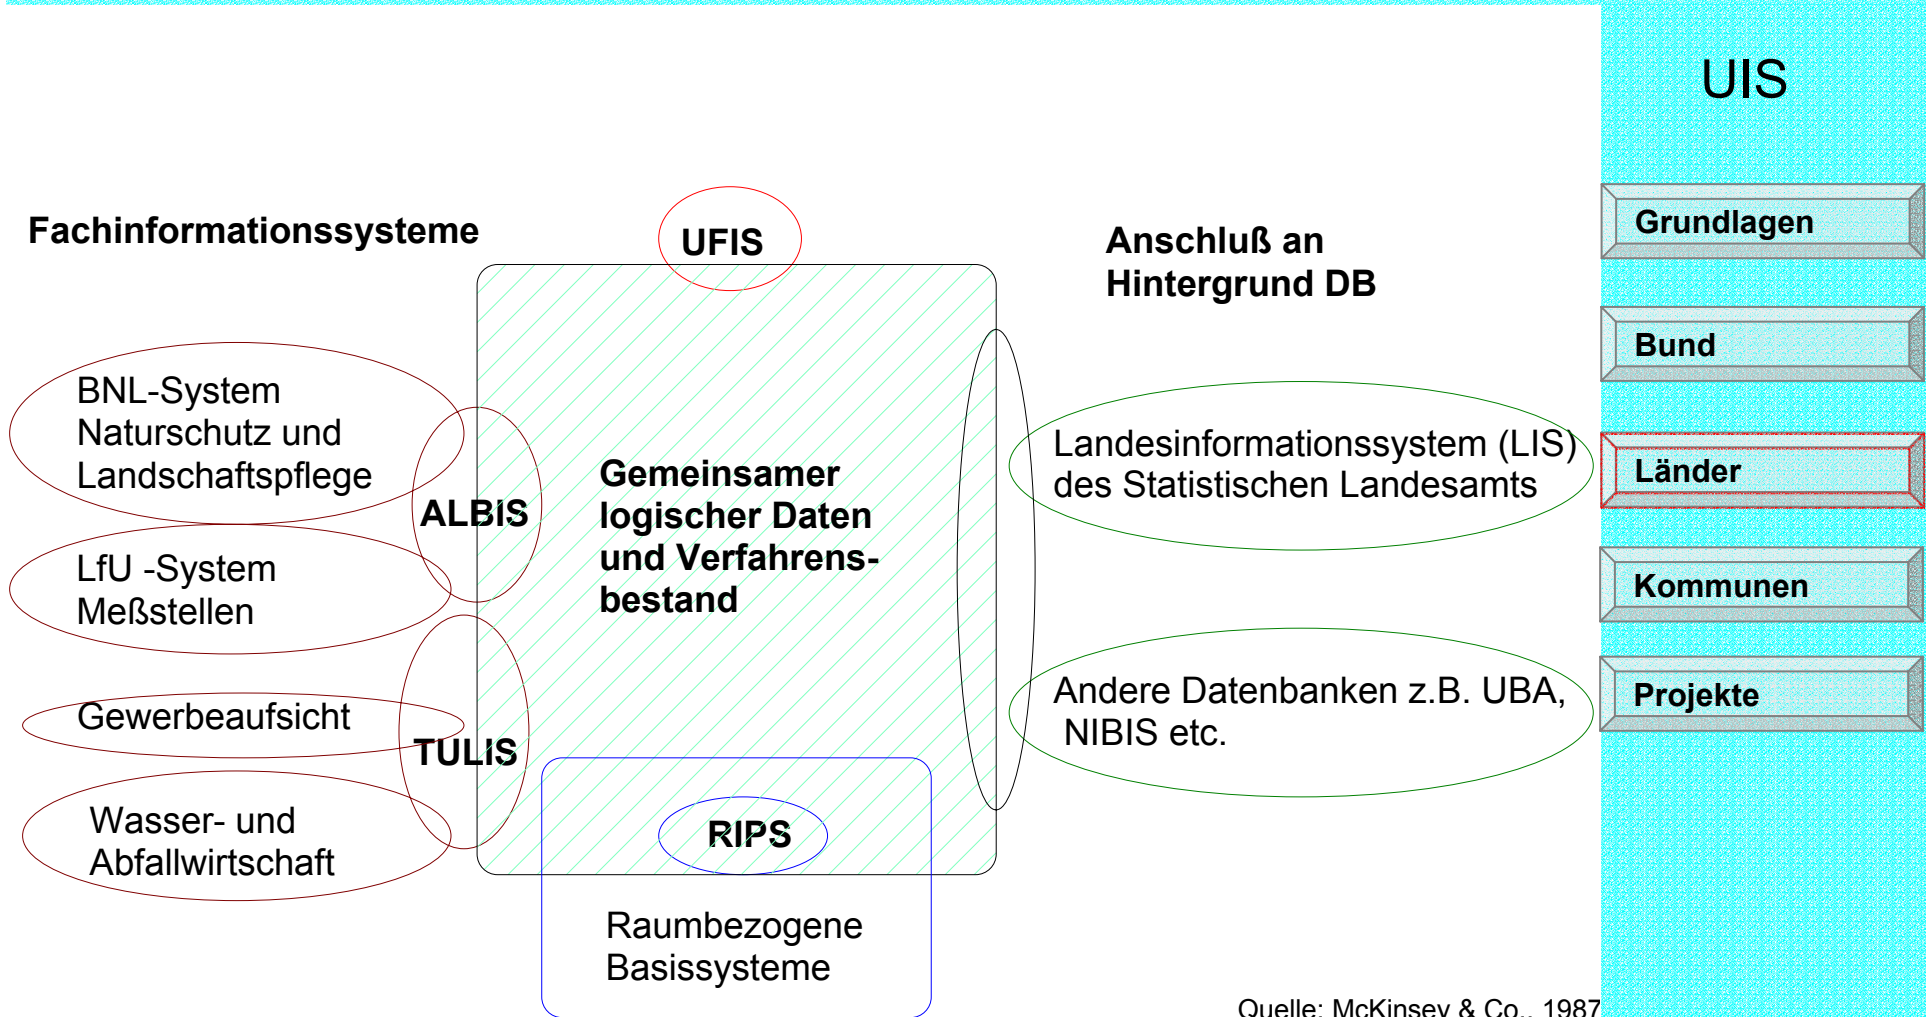 UIS
Fachinformationssysteme
UFIS
Anschluß an
Hintergrund DB
BNL-System
Naturschutz und
Landschaftspflege
ALBIS
LfU -System
Meßstellen
Gewerbeaufsicht
TULIS
Wasser- und
Abfallwirtschaft
Gemeinsamer
logischer Daten
und Verfahrens-
bestand
RIPS
Raumbezogene
Basissysteme
Landesinformationssystem (LIS)
des Statistischen Landesamts
Andere Datenbanken z.B. UBA,
NIBIS etc.
Quelle: McKinsey & Co., 1987
Grundlagen
Bund
Länder
Kommunen
Projekte